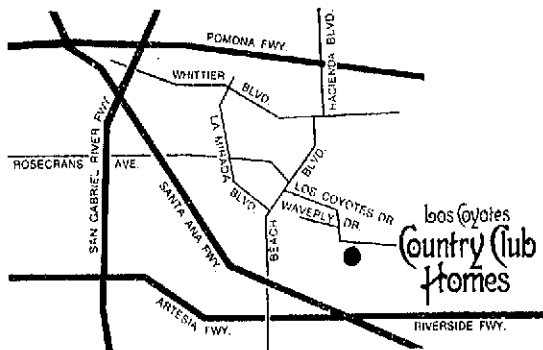 POMONA FWY.
HACIENDA BLVD.
WHITTIER BLVD.
LA MIRADA BLVD.
SAN GABRIEL RIVER FWY.
ROSECRANS AVE.
SANTA ANA FWY.
BEACH BLVD.
LOS COYOTES DR.
WAVERLY DR.
Los Coyotes
Country Club
Homes
ARTESIA FWY.
RIVERSIDE FWY.